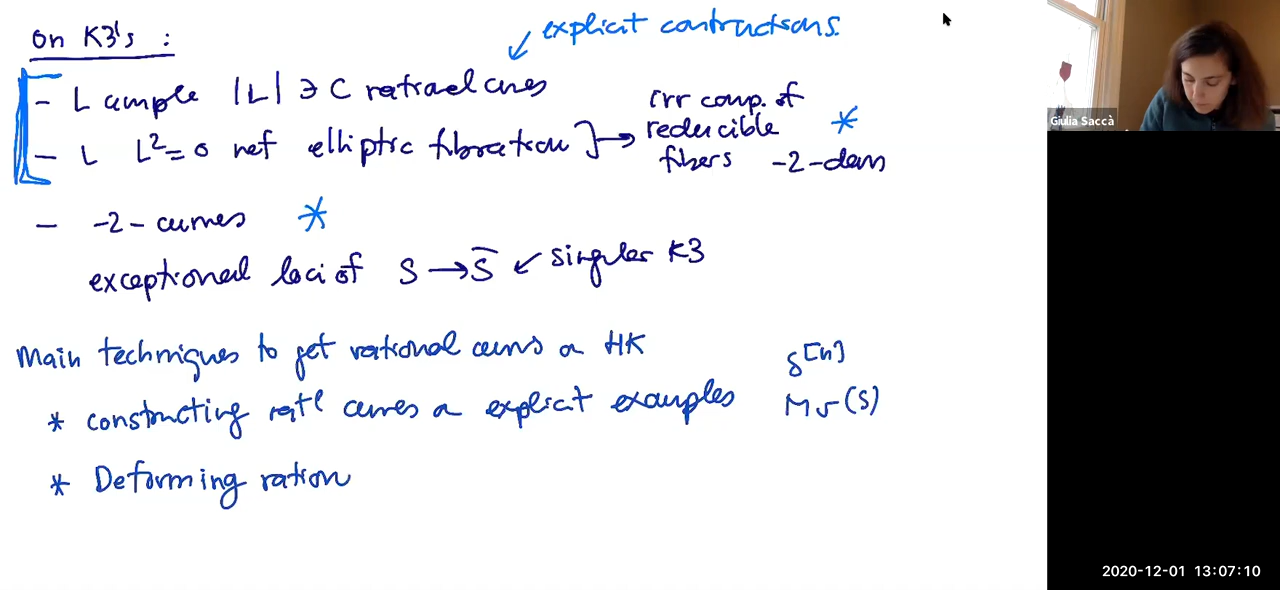 On K3's :
explicit constructions.
- L ample |L| ∋ C rational curves
- L L²=0 nef elliptic fibration ] → irr comp. of reducible fibers -2-curves *
- -2-curves *
exceptional loci of S → S̄ ↙ singular K3
Main techniques to get rational curves on HK
* constructing rat'l curves on explicit examples S^[n] M_v(S)
* Deforming ration
Giulia Saccà
2020-12-01 13:07:10